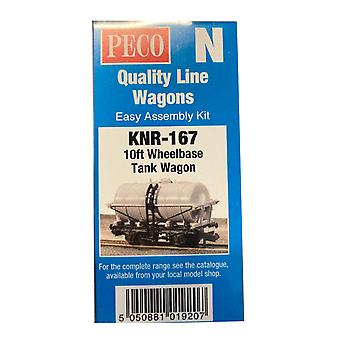 PECO N
Quality Line
Wagons
Easy Assembly Kit
KNR-167
10ft Wheelbase
Tank Wagon
For the complete range see the catalogue,
available from your local model shop.
5 050881 019207